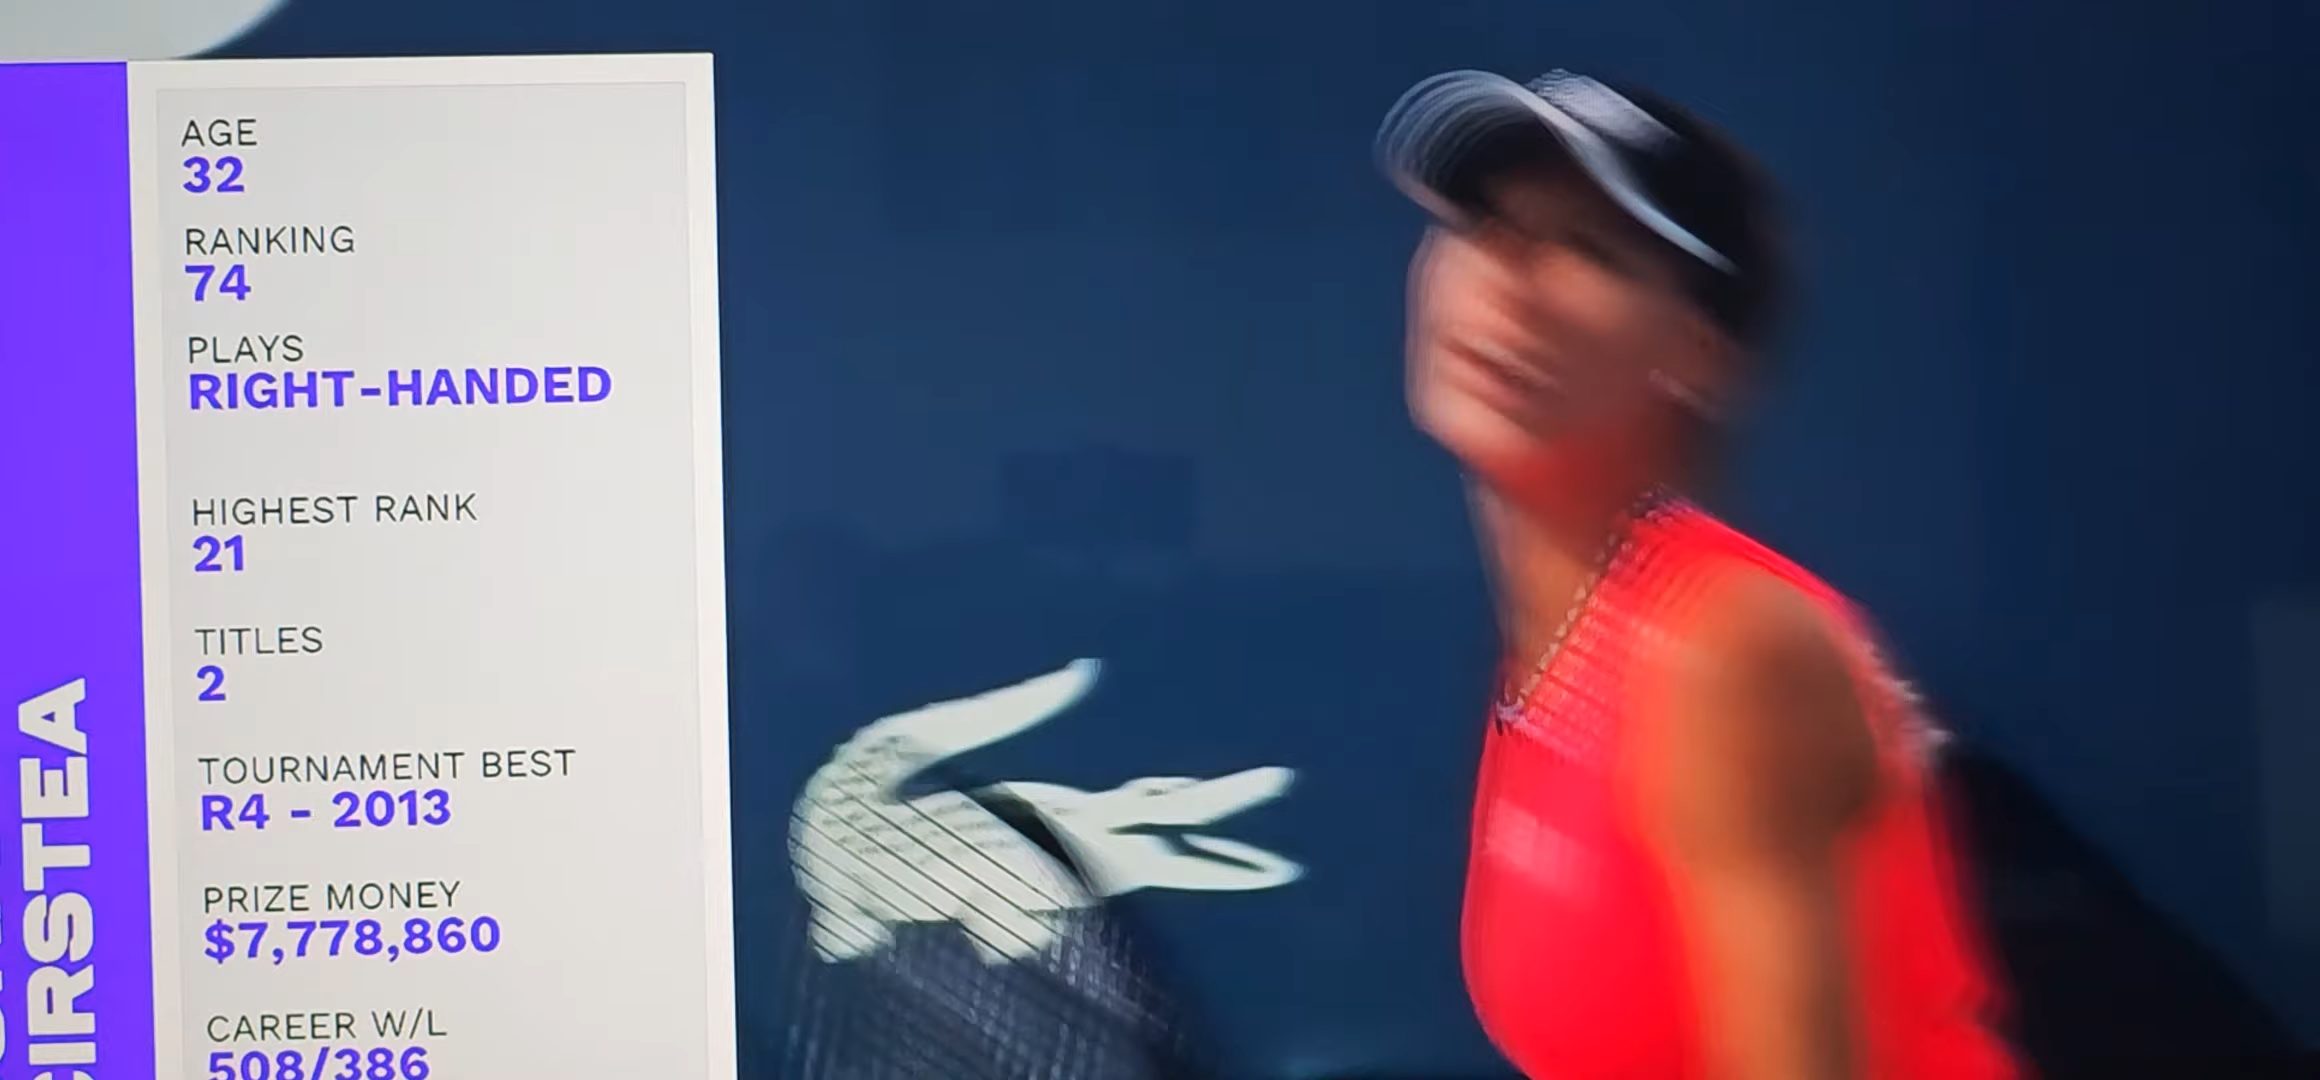 AGE
32
RANKING
74
PLAYS
RIGHT-HANDED
HIGHEST RANK
21
TITLES
2
TOURNAMENT BEST
R4 - 2013
PRIZE MONEY
$7,778,860
CAREER W/L
508/386
CIRSTEA